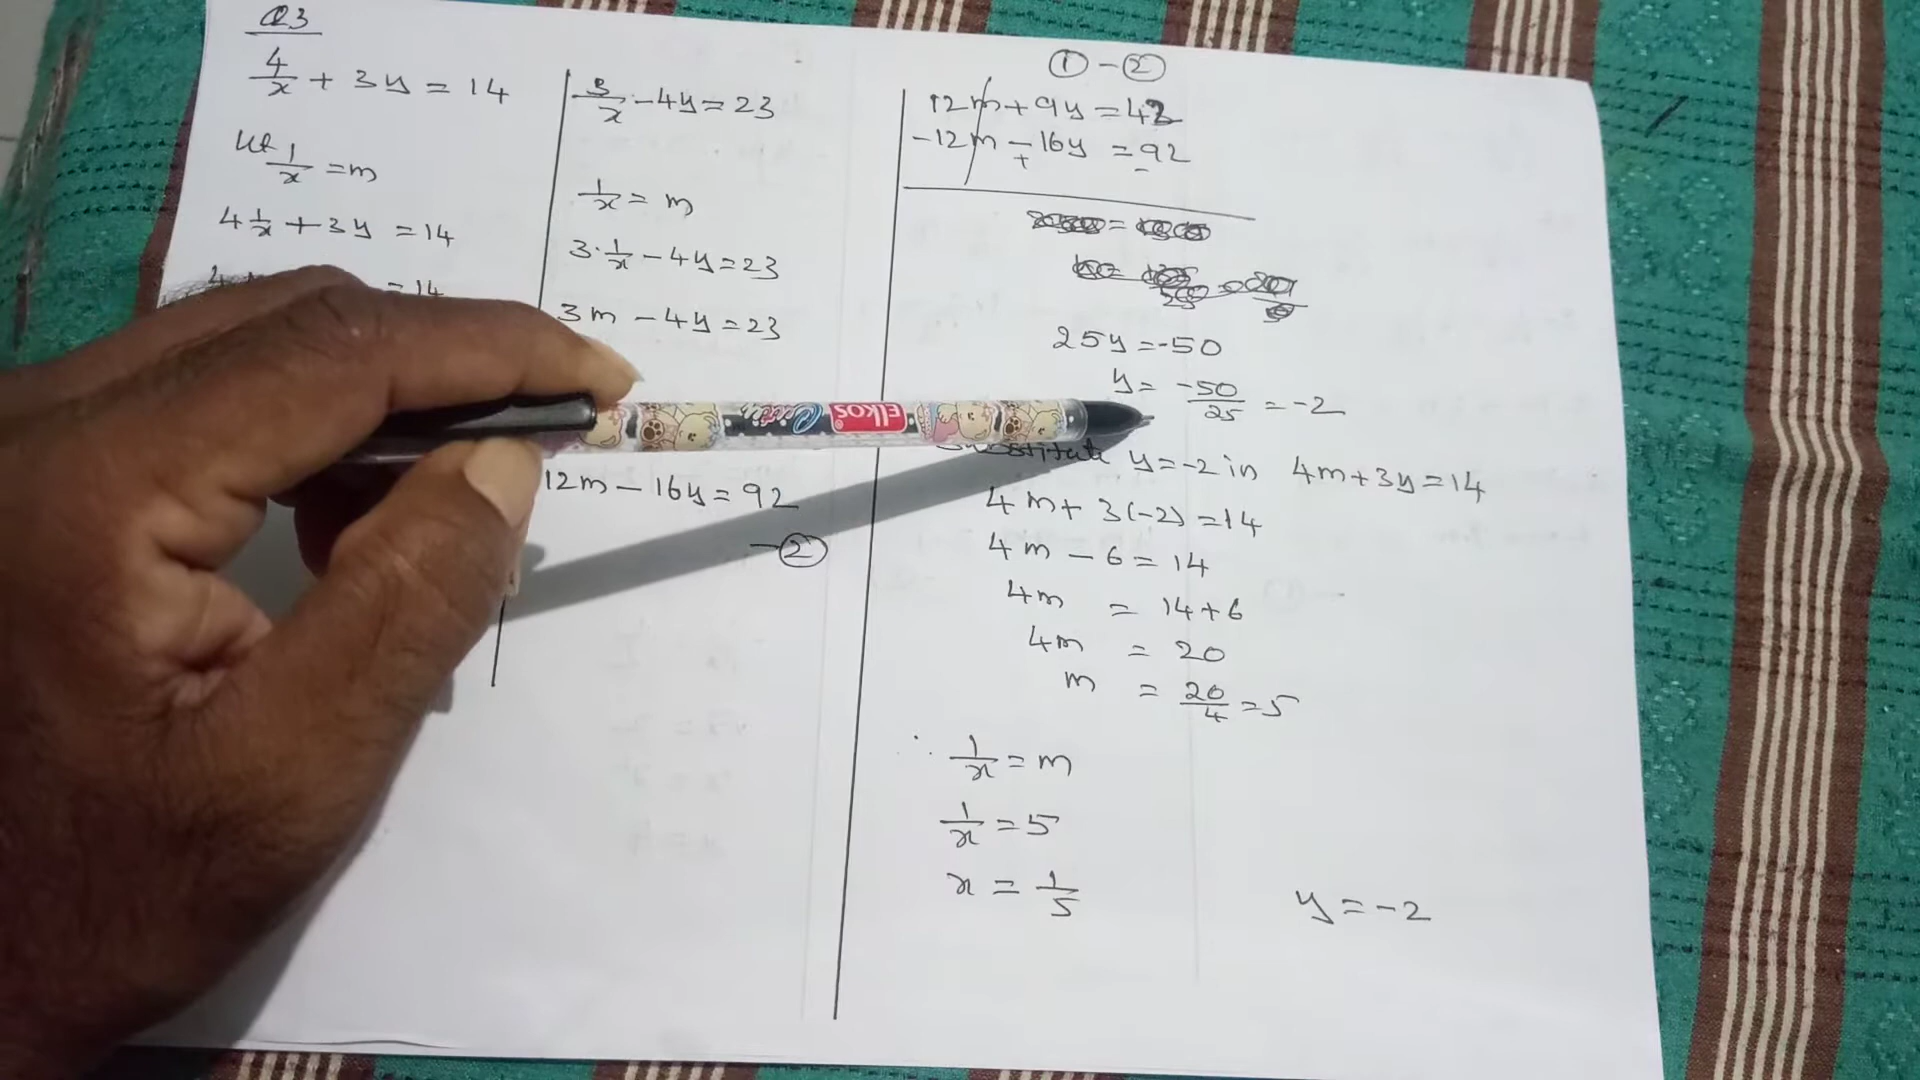 Q3
4/x + 3y = 14
let 1/x = m
4 1/x + 3y = 14
= 14
3/x - 4y = 23
1/x = m
3·1/x - 4y = 23
3m - 4y = 23
12m - 16y = 92
-②
① - ②
12m + 9y = 42
-12m - 16y = 92
+ -
25y = -50
y = -50/25 = -2
Substitute y = -2 in 4m + 3y = 14
4m + 3(-2) = 14
4m - 6 = 14
4m = 14 + 6
4m = 20
m = 20/4 = 5
∴ 1/x = m
1/x = 5
x = 1/5
y = -2
elkos
Cutie